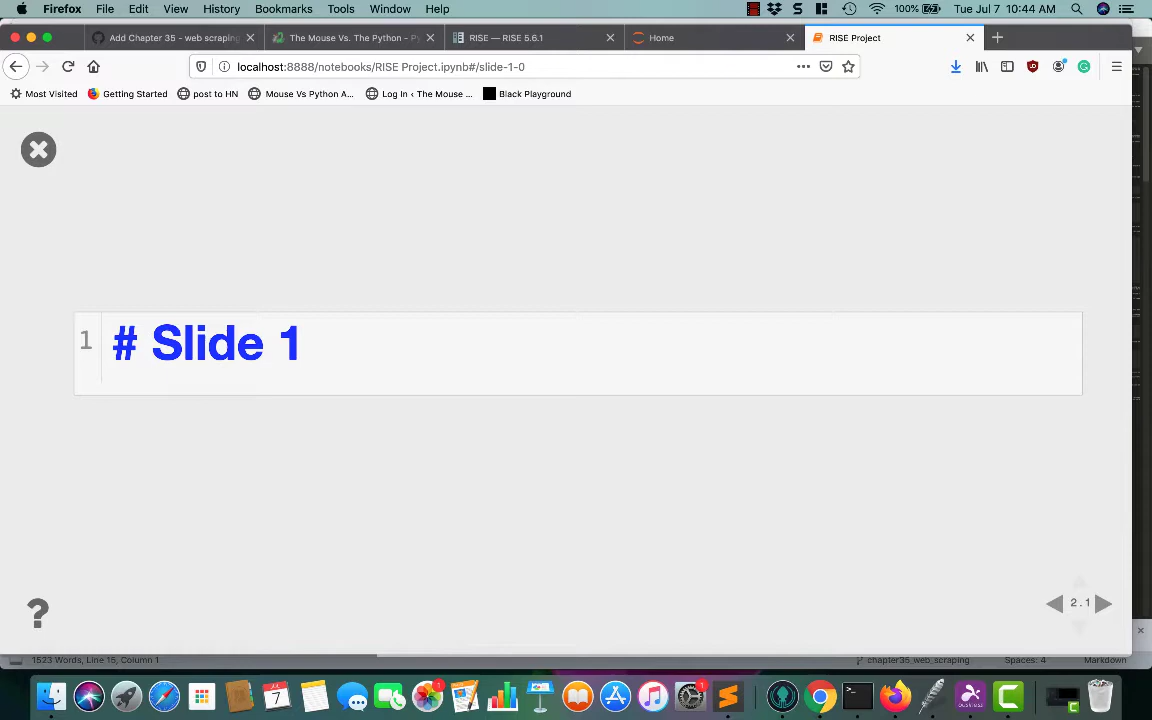 Firefox File Edit View History Bookmarks Tools Window Help 100% Tue Jul 7 10:44 AM
Add Chapter 35 - web scraping The Mouse Vs. The Python - P RISE — RISE 5.6.1 Home RISE Project
localhost:8888/notebooks/RISE Project.ipynb#/slide-1-0
Most Visited Getting Started post to HN Mouse Vs Python A... Log In ‹ The Mouse ... Black Playground
1 # Slide 1
?
2.1
1523 Words, Line 15, Column 1 chapter35_web_scraping Spaces: 4 Markdown